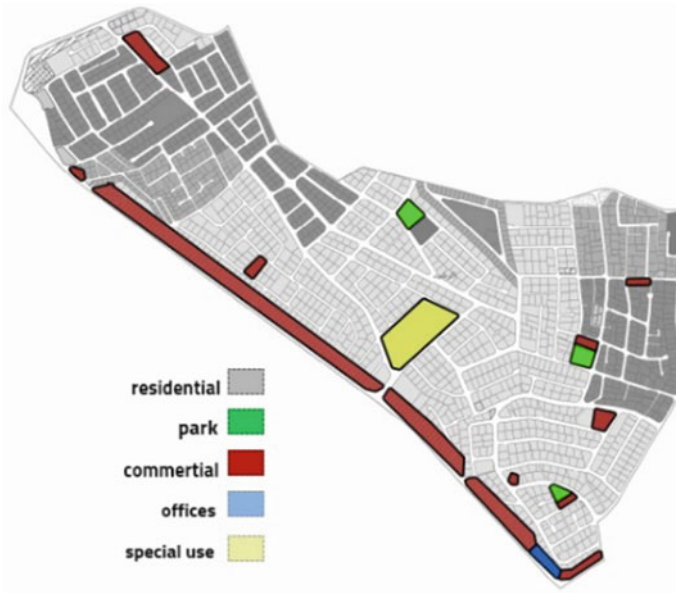 residential
park
commertial
offices
special use